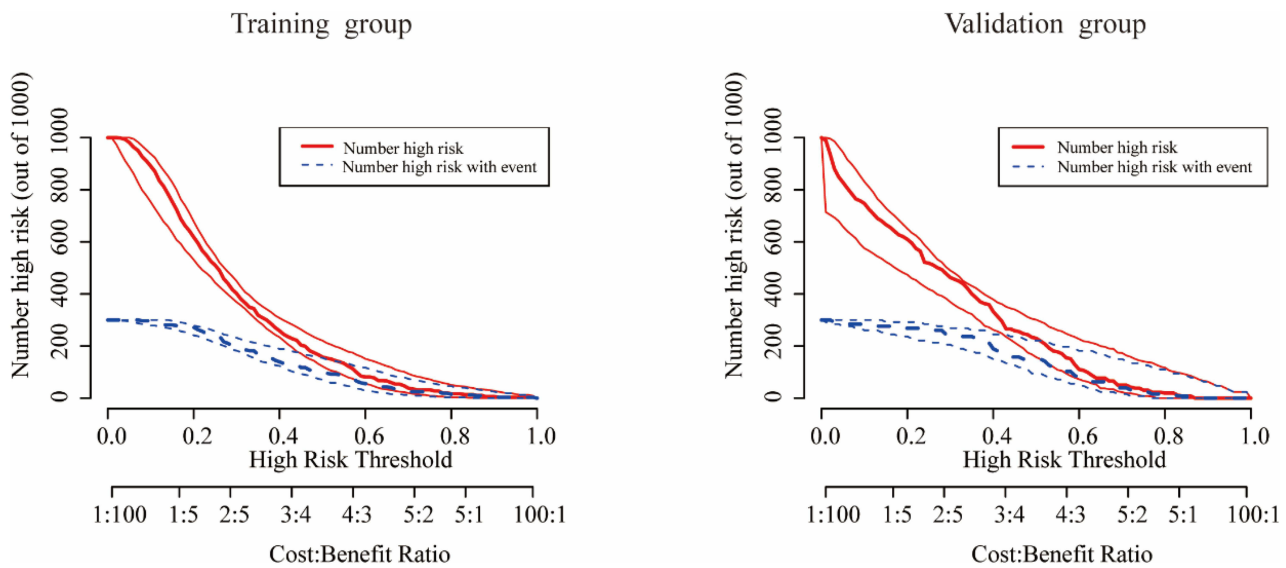 Training group
Number high risk (out of 1000)
1000
800
600
400
200
0
Number high risk
Number high risk with event
0.0 0.2 0.4 0.6 0.8 1.0
High Risk Threshold
1:100 1:5 2:5 3:4 4:3 5:2 5:1 100:1
Cost:Benefit Ratio
Validation group
Number high risk (out of 1000)
1000
800
600
400
200
0
Number high risk
Number high risk with event
0.0 0.2 0.4 0.6 0.8 1.0
High Risk Threshold
1:100 1:5 2:5 3:4 4:3 5:2 5:1 100:1
Cost:Benefit Ratio